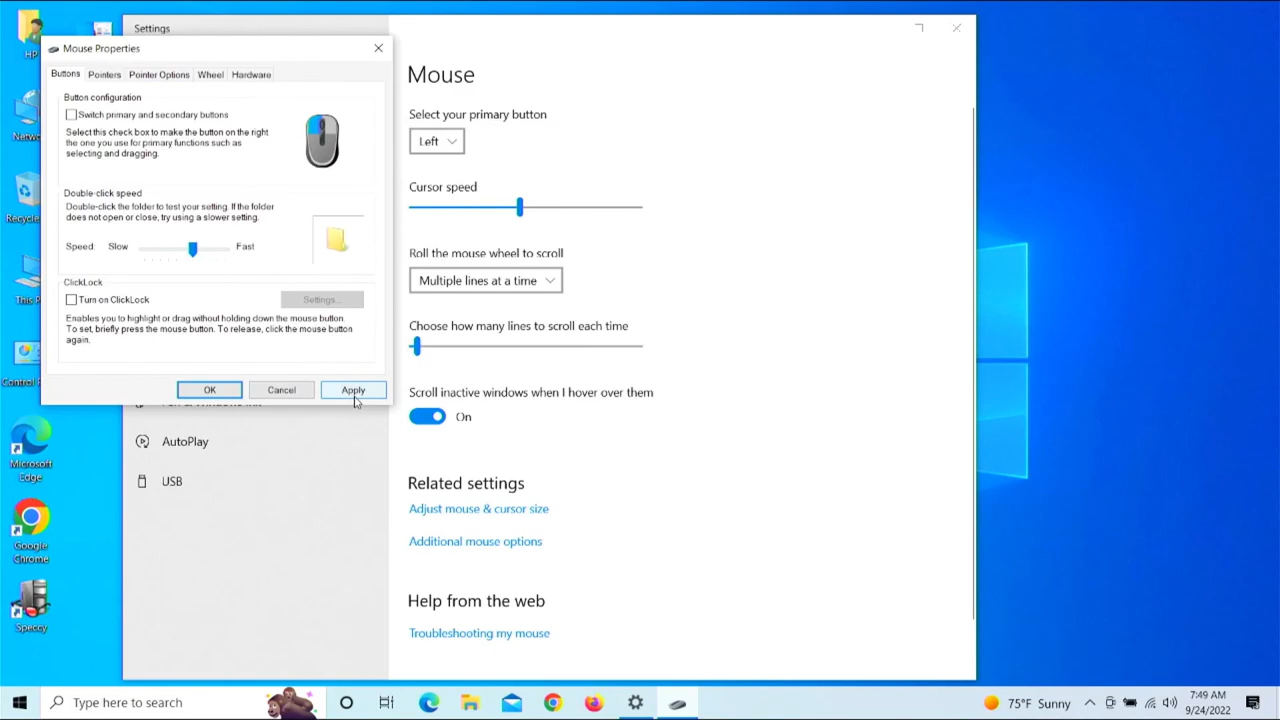 Settings
HP
Mouse Properties
Buttons Pointers Pointer Options Wheel Hardware
Button configuration
Switch primary and secondary buttons
Select this check box to make the button on the right
the one you use for primary functions such as
selecting and dragging.
Double-click speed
Double-click the folder to test your setting. If the folder
does not open or close, try using a slower setting.
Speed: Slow Fast
ClickLock
Turn on ClickLock
Settings...
Enables you to highlight or drag without holding down the mouse button.
To set, briefly press the mouse button. To release, click the mouse button
again.
OK Cancel Apply
Mouse
Select your primary button
Left
Cursor speed
Roll the mouse wheel to scroll
Multiple lines at a time
Choose how many lines to scroll each time
Scroll inactive windows when I hover over them
On
Related settings
Adjust mouse & cursor size
Additional mouse options
Help from the web
Troubleshooting my mouse
AutoPlay
USB
Netwo
Recycle
This P
Control
Microsoft
Edge
Google
Chrome
Speccy
Type here to search
75°F Sunny
7:49 AM
9/24/2022